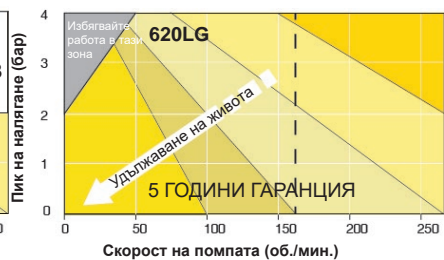 Избягвайте
работа в тази
зона
620LG
Пик на налягане (бар)
4
3
2
1
0
Удължаване на живота
5 ГОДИНИ ГАРАНЦИЯ
0 50 100 150 200 250
Скорост на помпата (об./мин.)